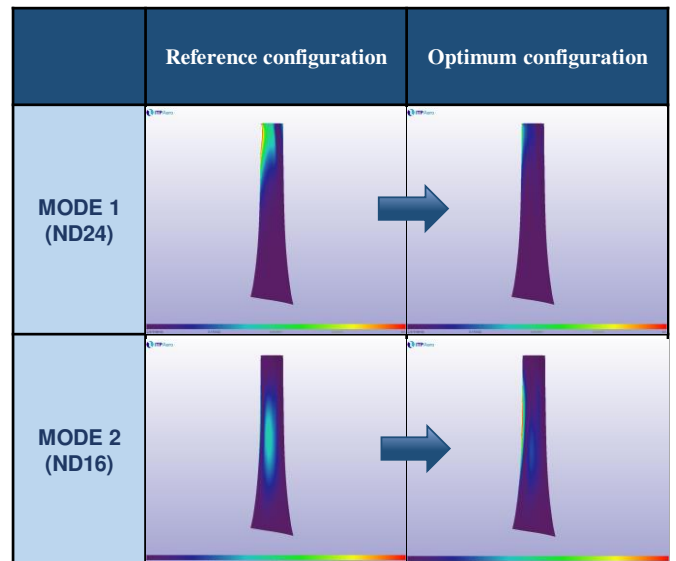 Reference configuration
Optimum configuration
MODE 1
(ND24)
MODE 2
(ND16)